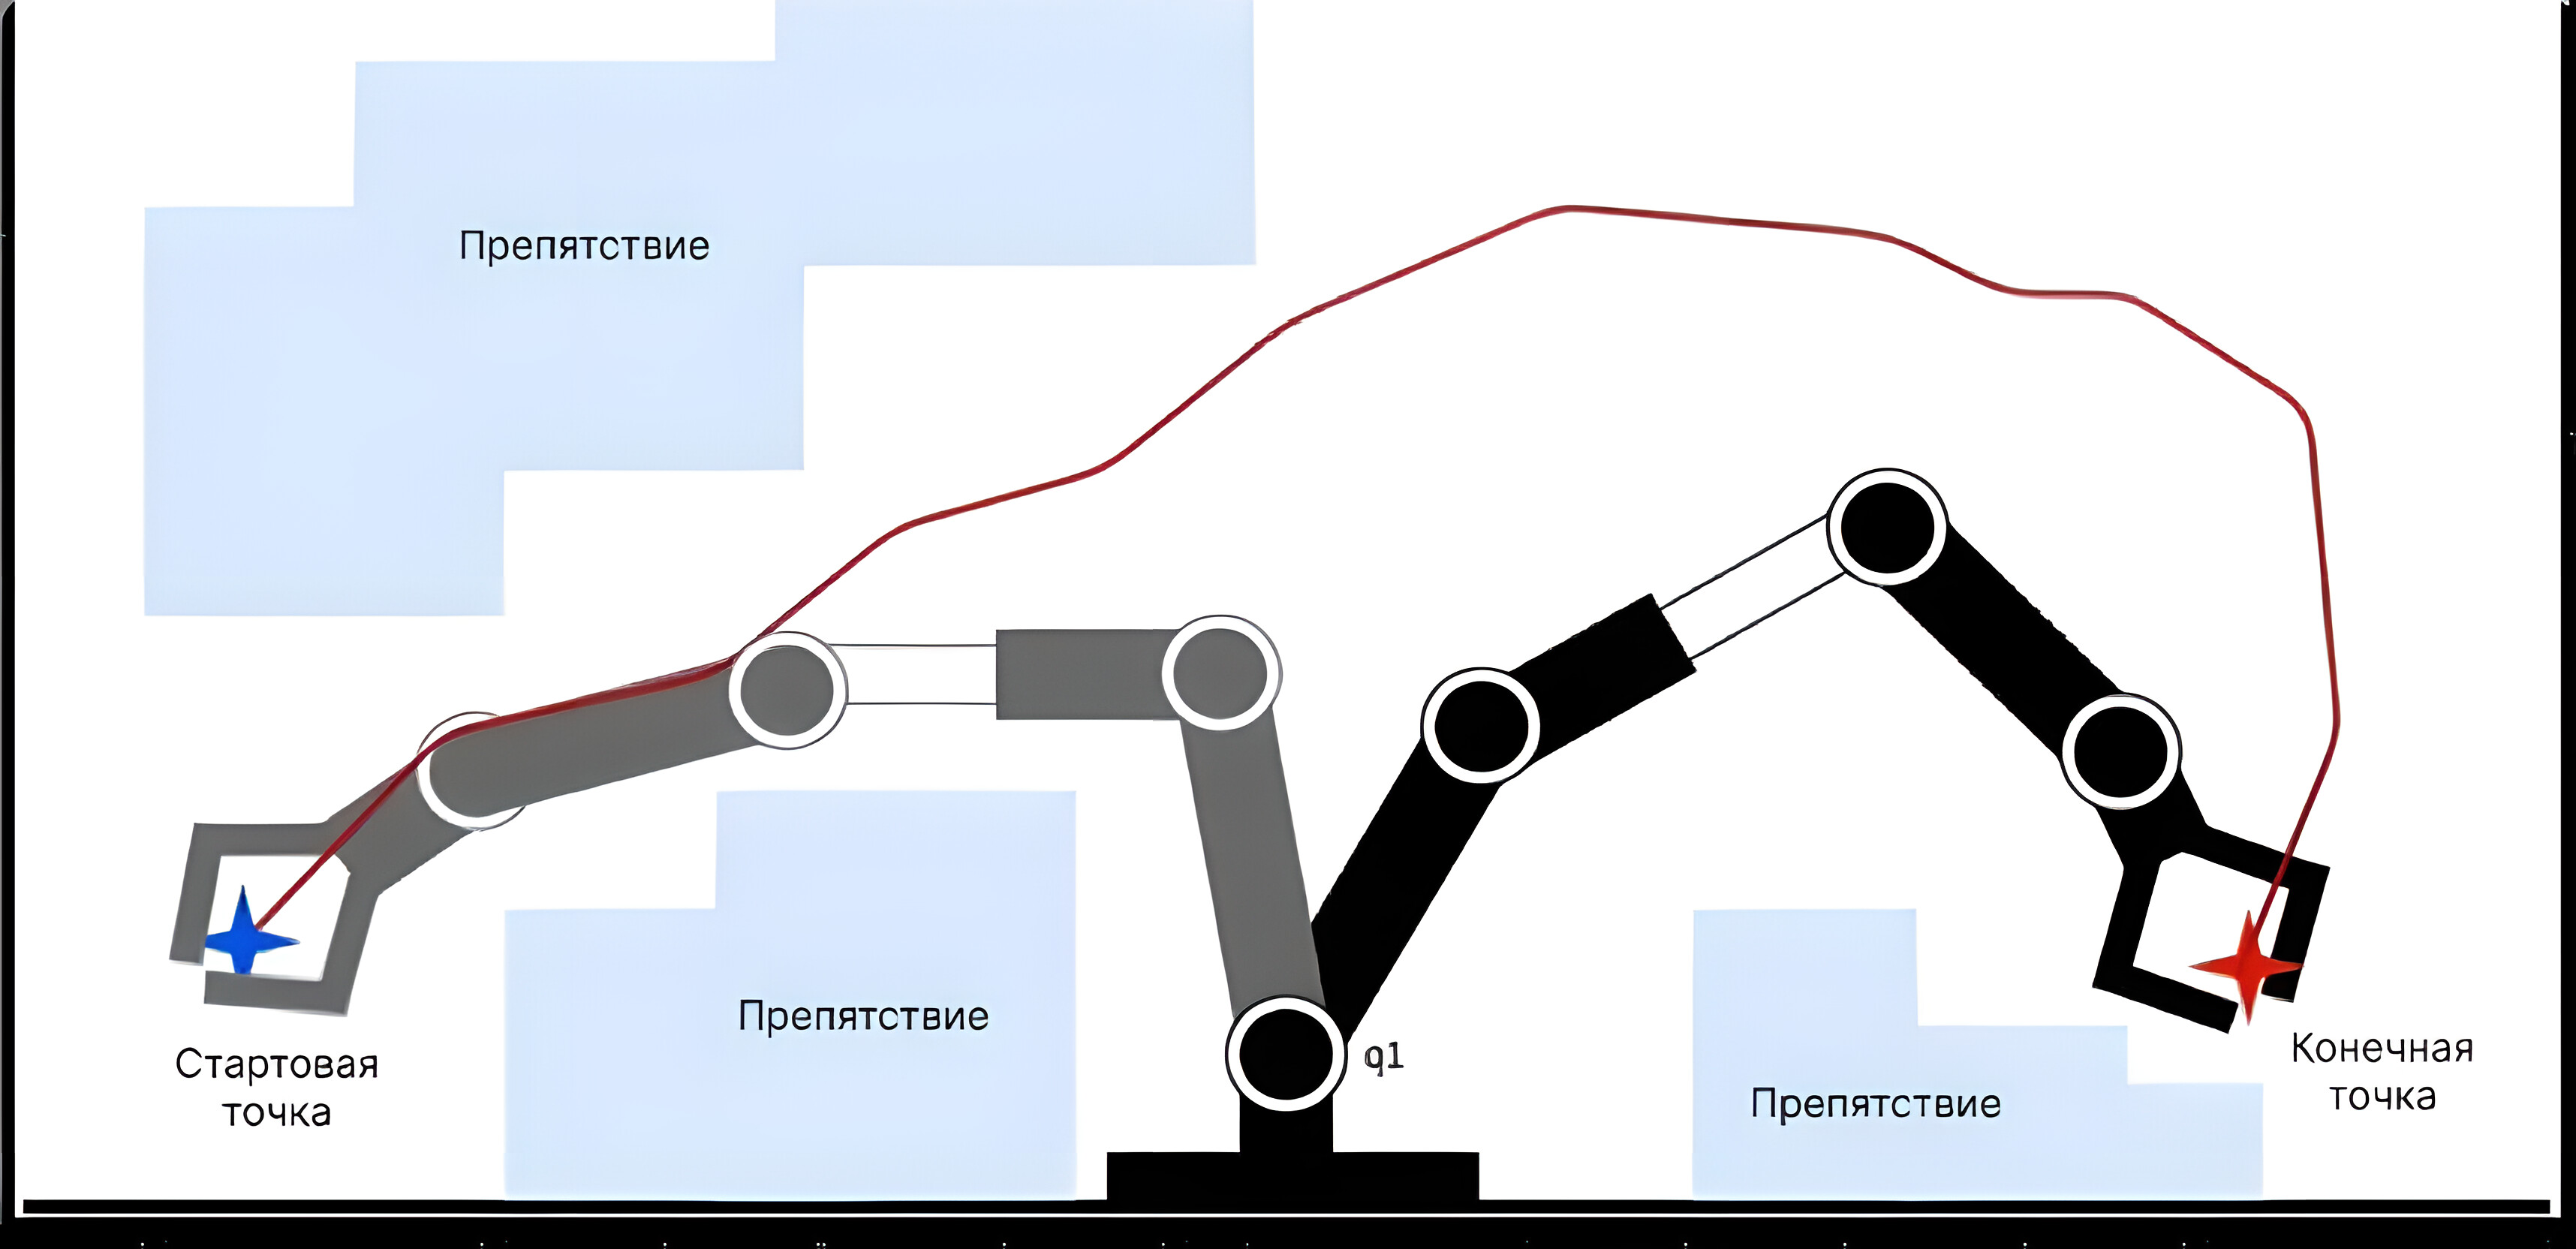 Препятствие
Препятствие
q1
Стартовая
точка
Препятствие
Конечная
точка